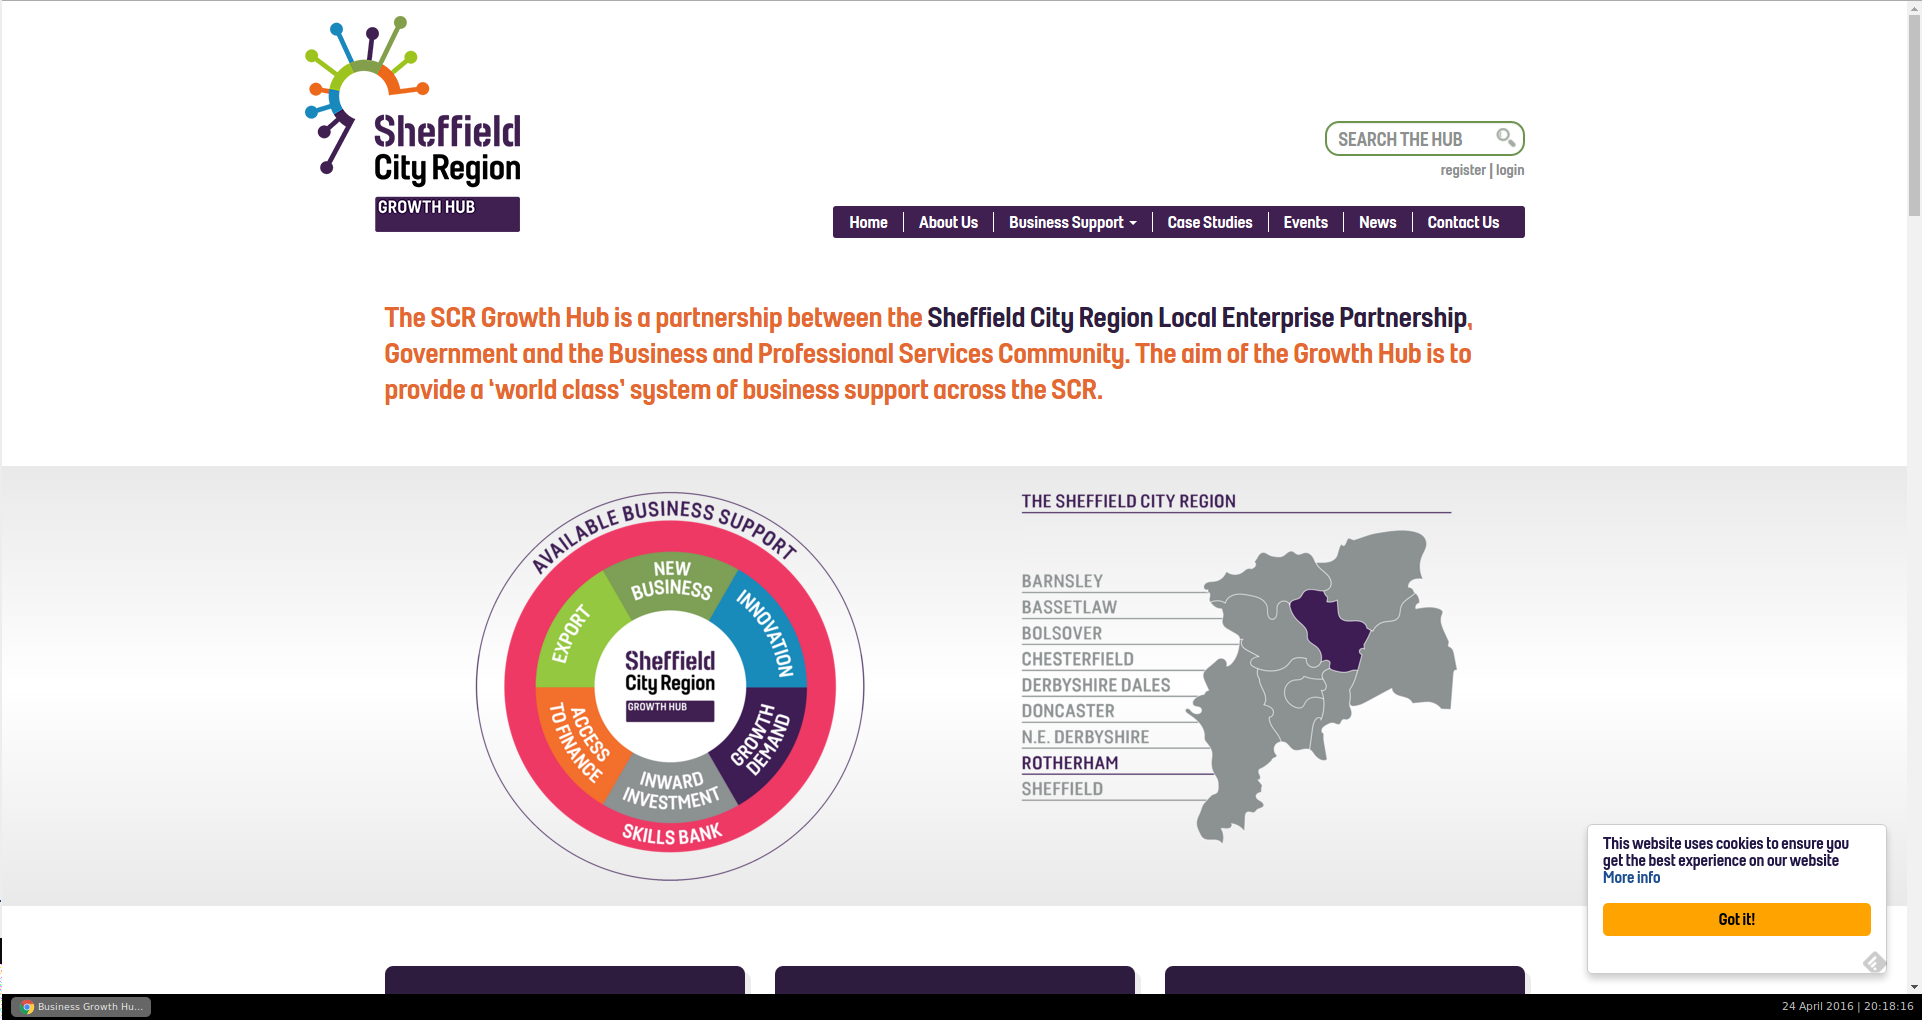 Sheffield
City Region
GROWTH HUB
SEARCH THE HUB
register | login
Home
About Us
Business Support
Case Studies
Events
News
Contact Us
The SCR Growth Hub is a partnership between the Sheffield City Region Local Enterprise Partnership,
Government and the Business and Professional Services Community. The aim of the Growth Hub is to
provide a ‘world class’ system of business support across the SCR.
AVAILABLE BUSINESS SUPPORT
NEW
BUSINESS
INNOVATION
GROWTH
DEMAND
INWARD
INVESTMENT
ACCESS
TO FINANCE
EXPORT
SKILLS BANK
Sheffield
City Region
GROWTH HUB
THE SHEFFIELD CITY REGION
BARNSLEY
BASSETLAW
BOLSOVER
CHESTERFIELD
DERBYSHIRE DALES
DONCASTER
N.E. DERBYSHIRE
ROTHERHAM
SHEFFIELD
This website uses cookies to ensure you
get the best experience on our website
More info
Got it!
Business Growth Hu...
24 April 2016 | 20:18:16